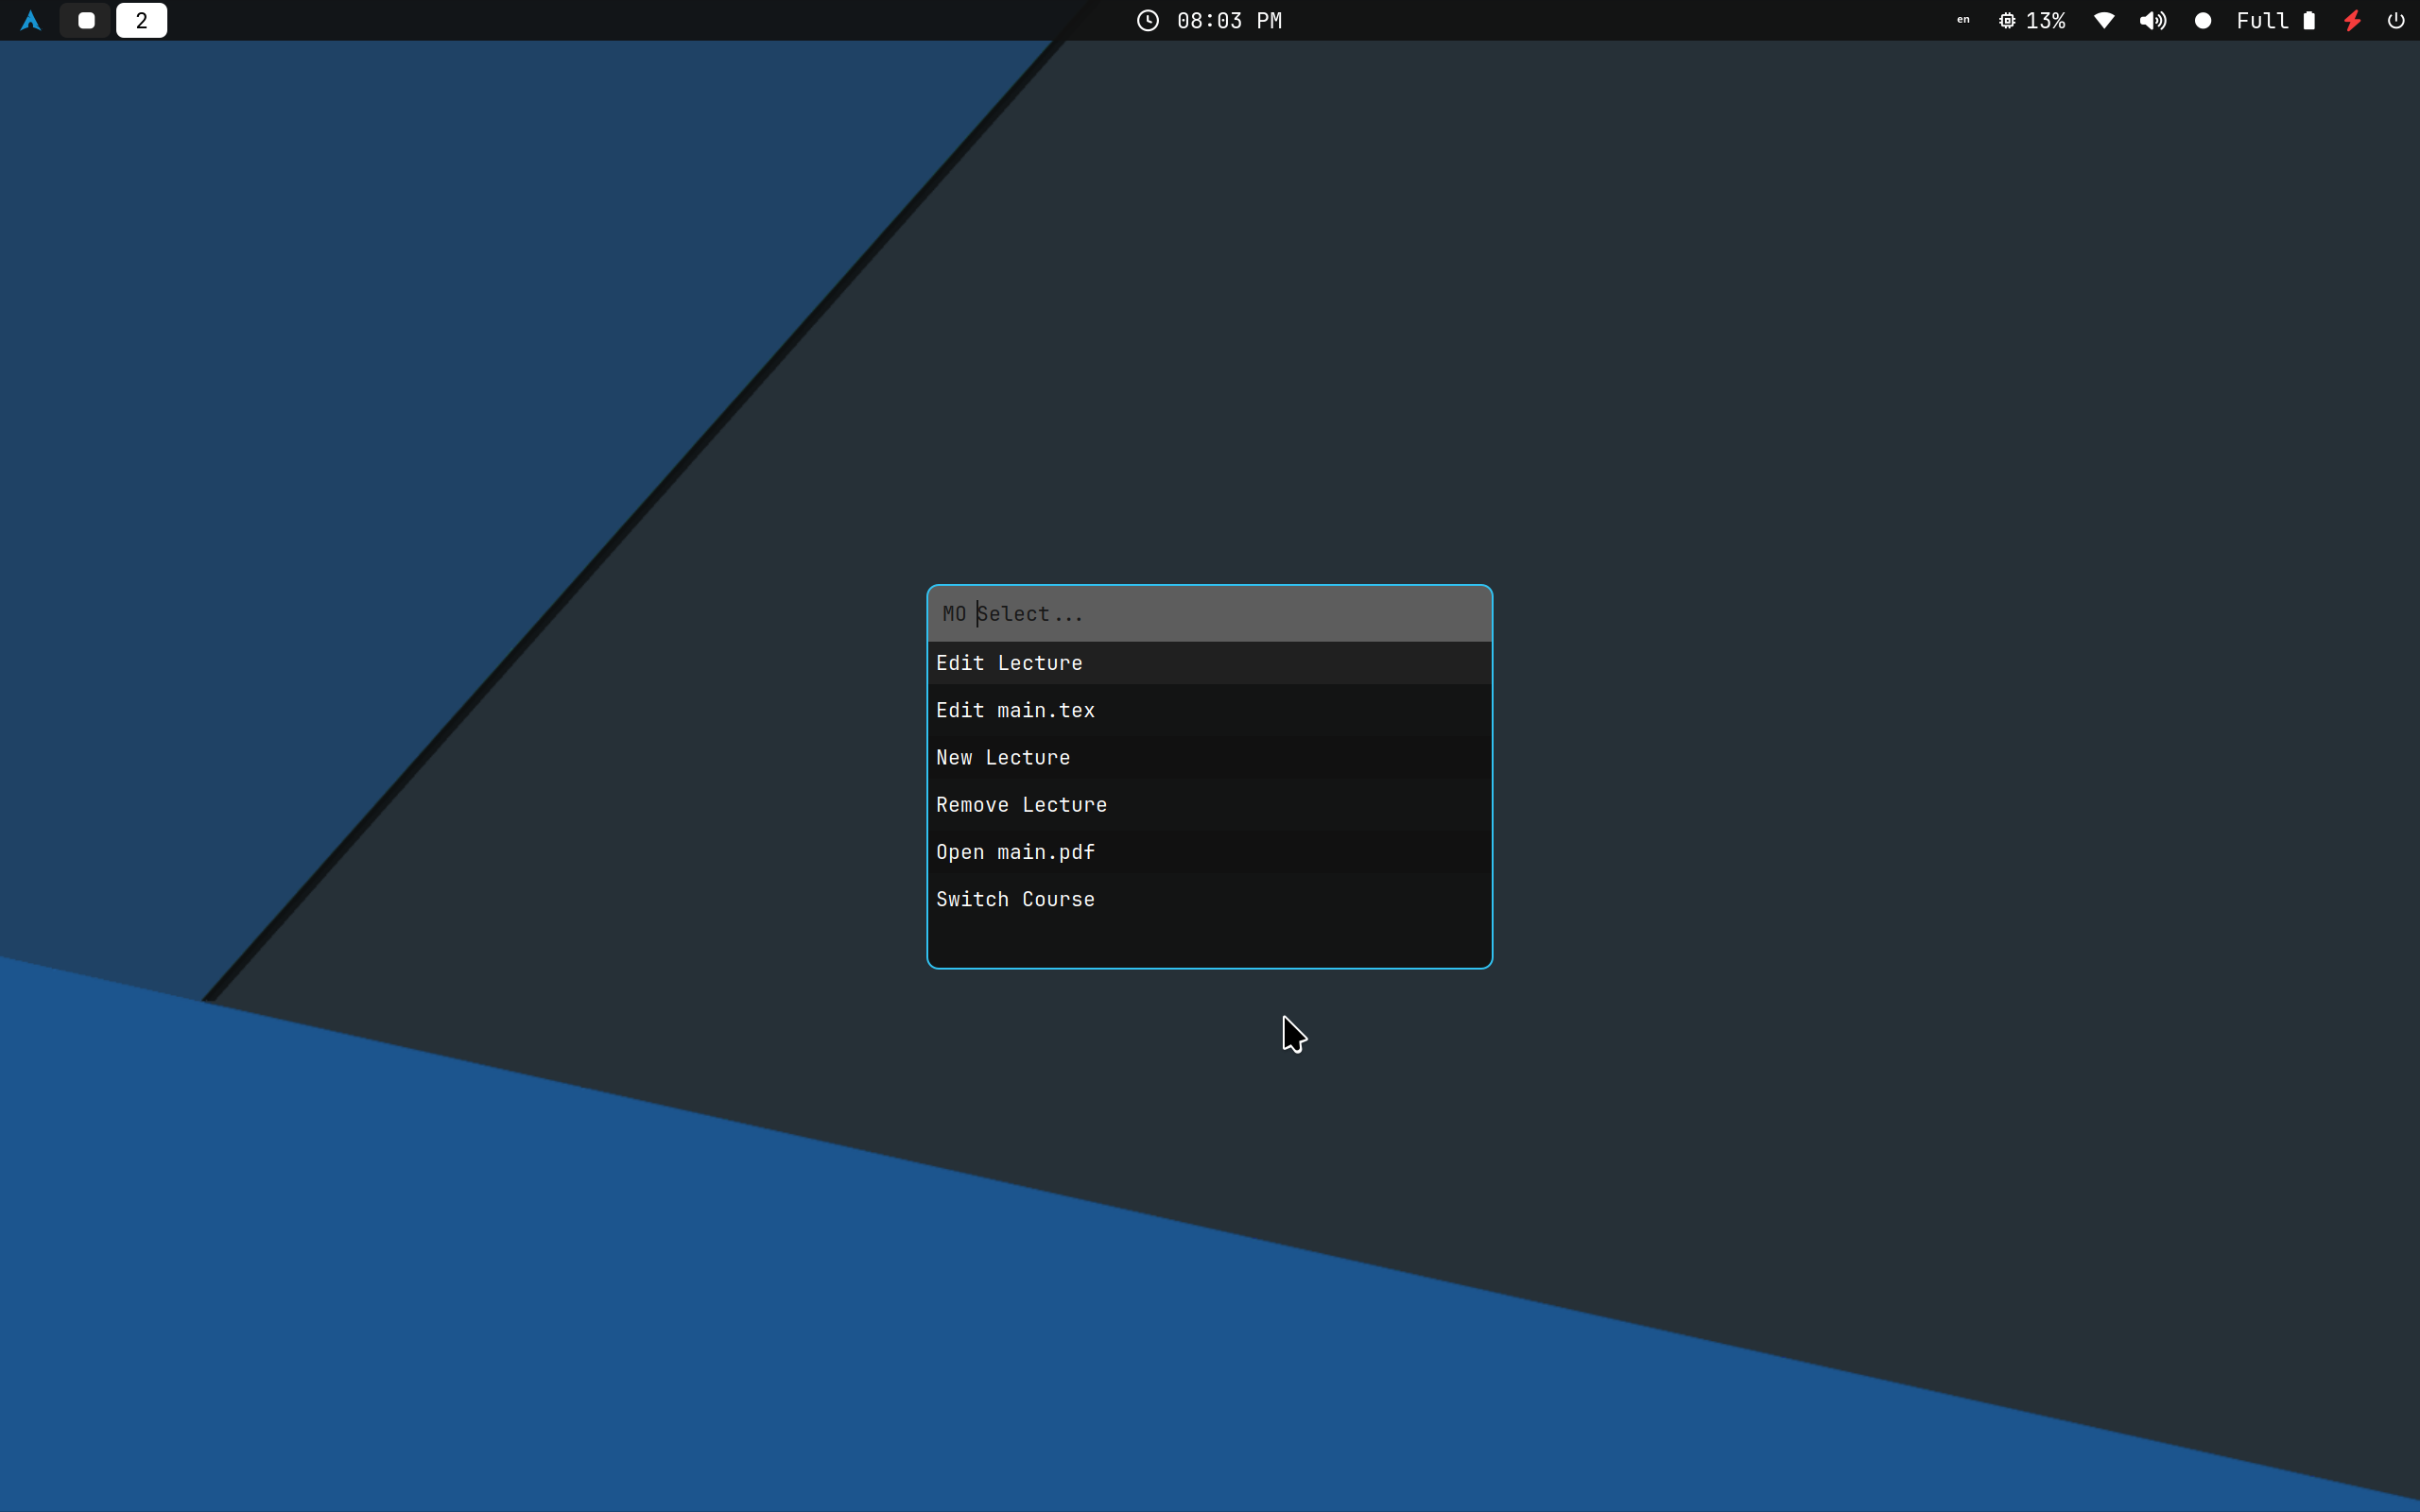 2 08:03 PM en 13% Full
MO Select...
Edit Lecture
Edit main.tex
New Lecture
Remove Lecture
Open main.pdf
Switch Course